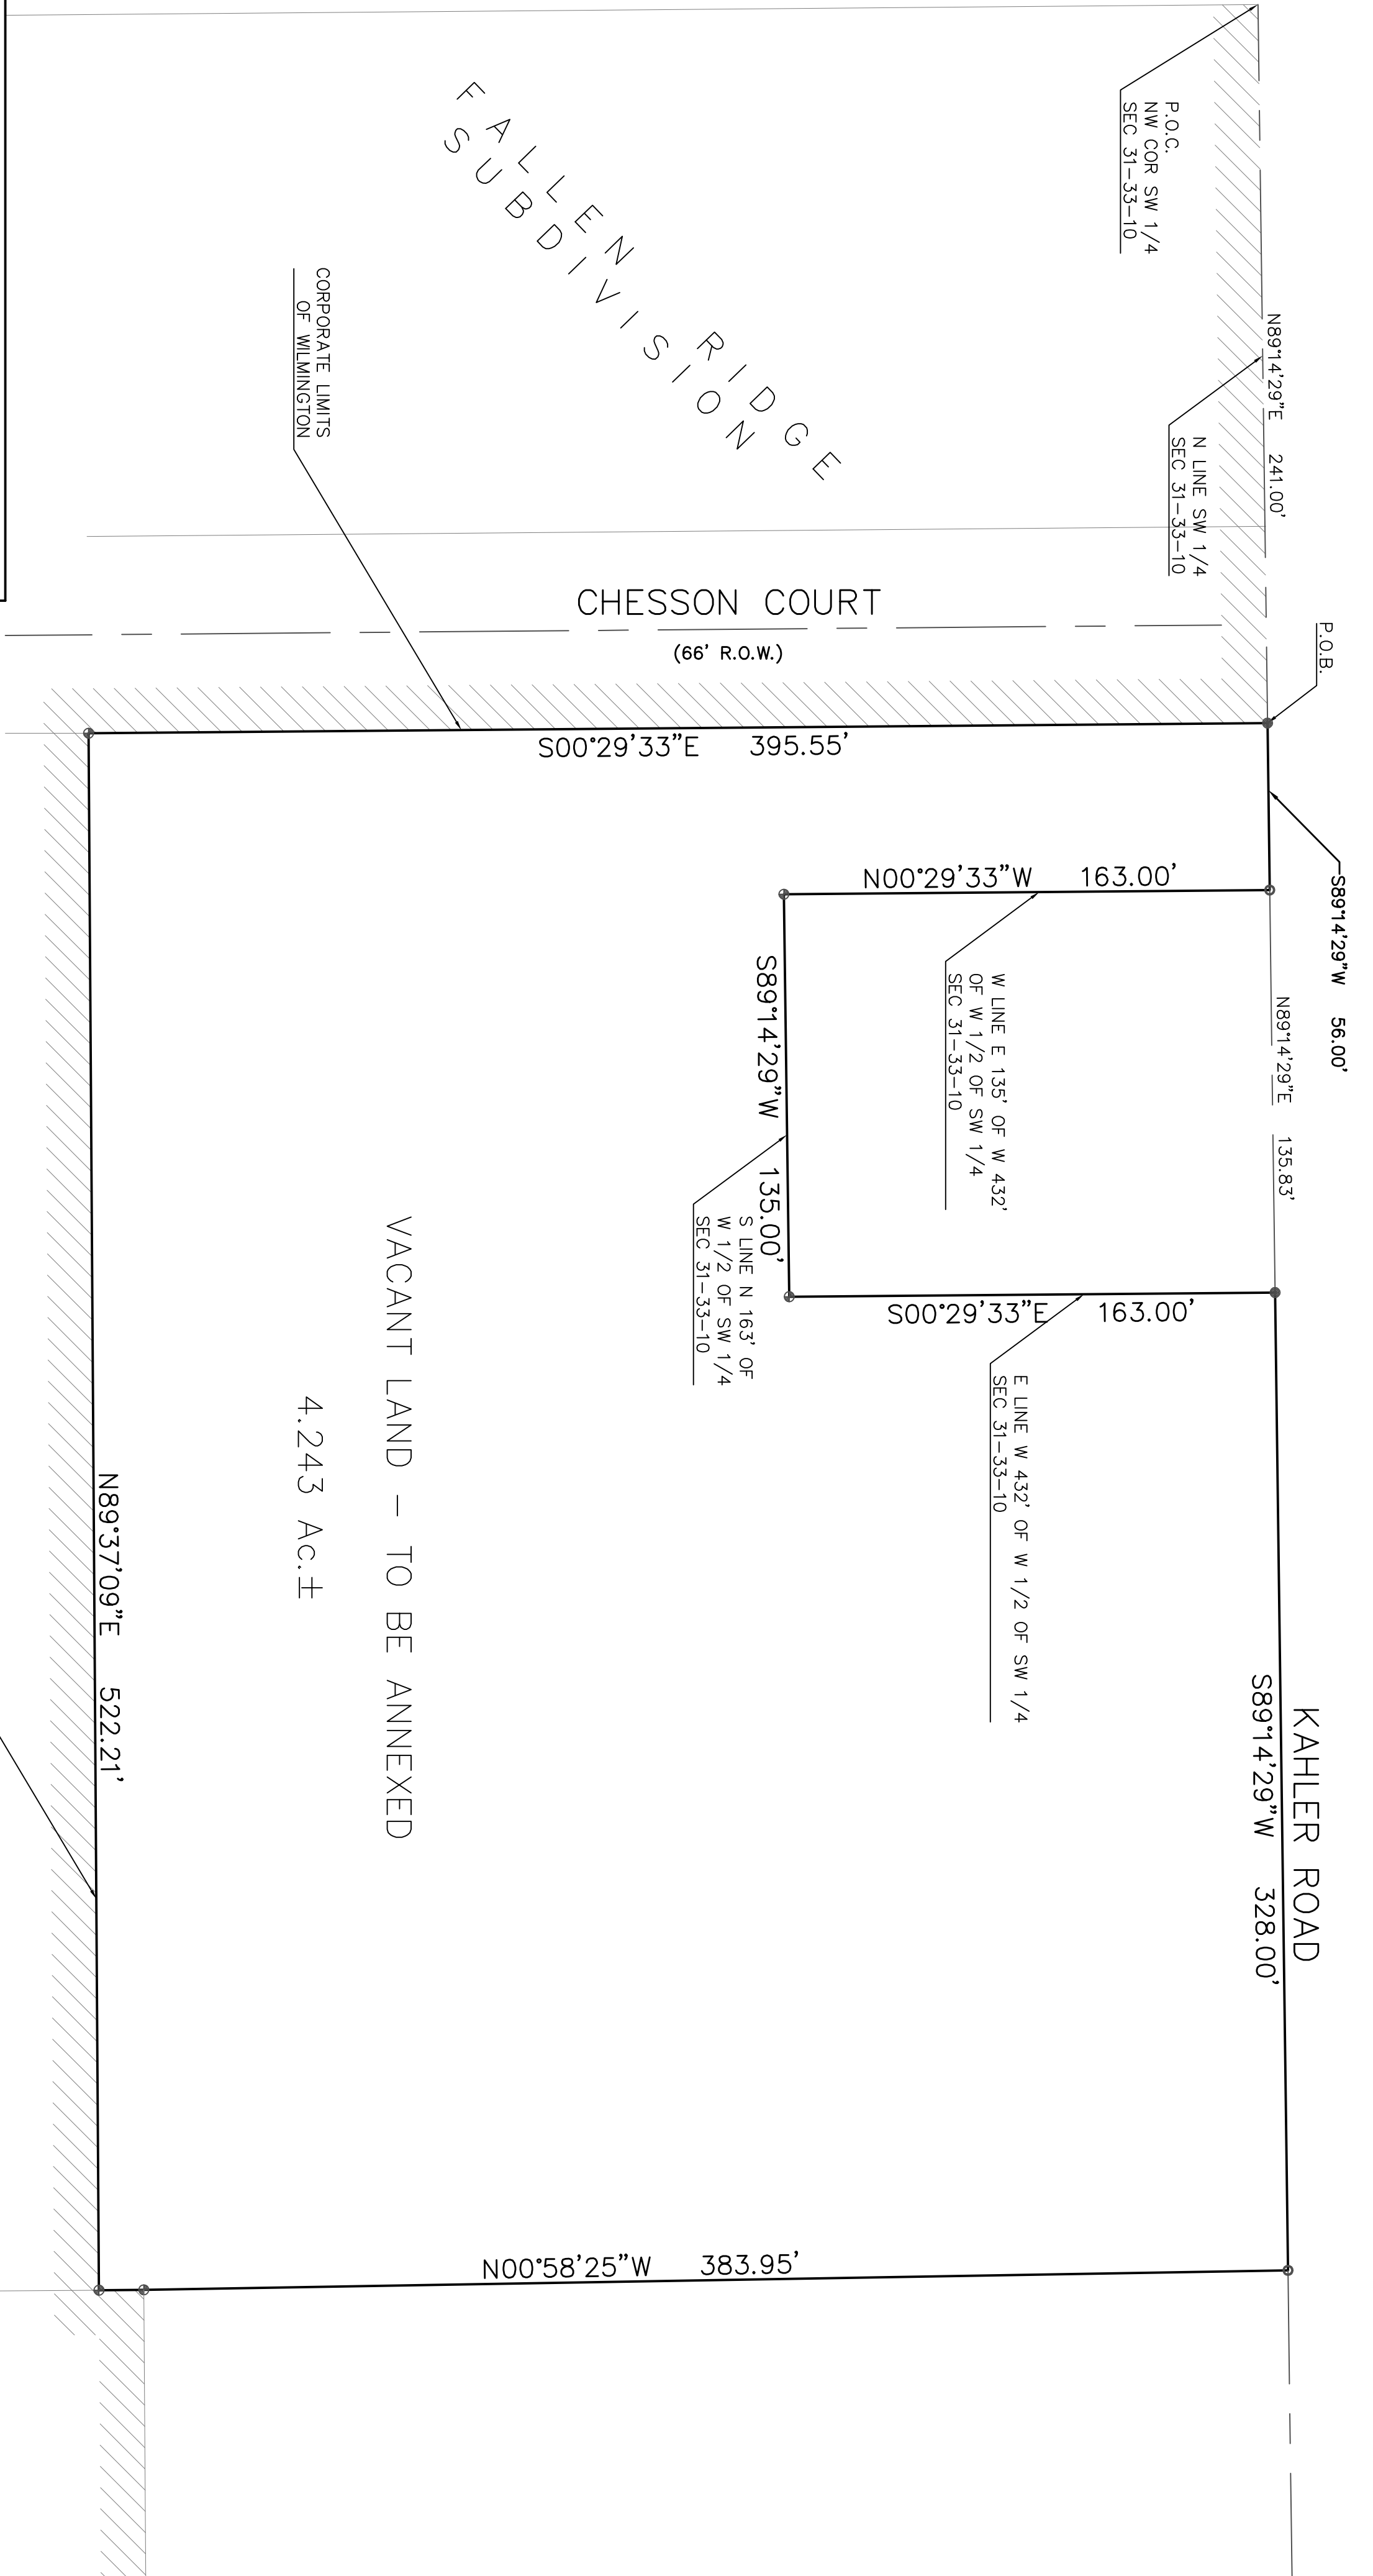 P.O.C.
NW COR SW 1/4
SEC 31-33-10
N89°14'29"E 241.00'
N LINE SW 1/4
SEC 31-33-10
P.O.B.
S89°14'29"W 56.00'
N89°14'29"E 135.83'
KAHLER ROAD
S89°14'29"W 328.00'
FALLEN RIDGE
SUBDIVISION
CORPORATE LIMITS
OF WILMINGTON
CHESSON COURT
(66' R.O.W.)
S00°29'33"E 395.55'
N00°29'33"W 163.00'
W LINE E 135' OF W 432'
OF W 1/2 OF SW 1/4
SEC 31-33-10
S89°14'29"W 135.00'
S LINE N 163' OF
W 1/2 OF SW 1/4
SEC 31-33-10
S00°29'33"E 163.00'
E LINE W 432' OF W 1/2 OF SW 1/4
SEC 31-33-10
VACANT LAND - TO BE ANNEXED
4.243 Ac.±
N89°37'09"E 522.21'
N00°58'25"W 383.95'